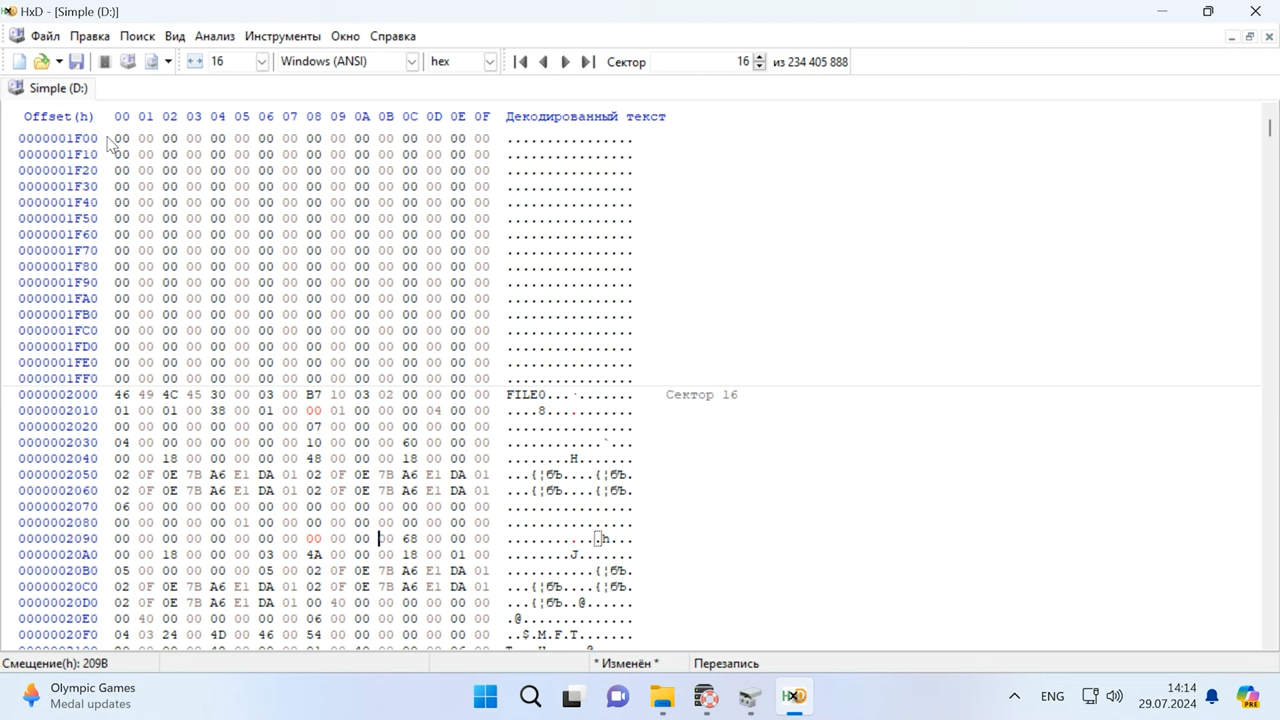 HxD - [Simple (D:)]
Файл Правка Поиск Вид Анализ Инструменты Окно Справка
16 Windows (ANSI) hex Сектор 16 из 234 405 888
Simple (D:)
Offset(h) 00 01 02 03 04 05 06 07 08 09 0A 0B 0C 0D 0E 0F Декодированный текст
0000001F00 00 00 00 00 00 00 00 00 00 00 00 00 00 00 00 00 ................
0000001F10 00 00 00 00 00 00 00 00 00 00 00 00 00 00 00 00 ................
0000001F20 00 00 00 00 00 00 00 00 00 00 00 00 00 00 00 00 ................
0000001F30 00 00 00 00 00 00 00 00 00 00 00 00 00 00 00 00 ................
0000001F40 00 00 00 00 00 00 00 00 00 00 00 00 00 00 00 00 ................
0000001F50 00 00 00 00 00 00 00 00 00 00 00 00 00 00 00 00 ................
0000001F60 00 00 00 00 00 00 00 00 00 00 00 00 00 00 00 00 ................
0000001F70 00 00 00 00 00 00 00 00 00 00 00 00 00 00 00 00 ................
0000001F80 00 00 00 00 00 00 00 00 00 00 00 00 00 00 00 00 ................
0000001F90 00 00 00 00 00 00 00 00 00 00 00 00 00 00 00 00 ................
0000001FA0 00 00 00 00 00 00 00 00 00 00 00 00 00 00 00 00 ................
0000001FB0 00 00 00 00 00 00 00 00 00 00 00 00 00 00 00 00 ................
0000001FC0 00 00 00 00 00 00 00 00 00 00 00 00 00 00 00 00 ................
0000001FD0 00 00 00 00 00 00 00 00 00 00 00 00 00 00 00 00 ................
0000001FE0 00 00 00 00 00 00 00 00 00 00 00 00 00 00 00 00 ................
0000001FF0 00 00 00 00 00 00 00 00 00 00 00 00 00 00 00 00 ................
0000002000 46 49 4C 45 30 00 03 00 B7 10 03 02 00 00 00 00 FILE0...·....... Сектор 16
0000002010 01 00 01 00 38 00 01 00 00 01 00 00 00 04 00 00 ....8...........
0000002020 00 00 00 00 00 00 00 00 07 00 00 00 00 00 00 00 ................
0000002030 04 00 00 00 00 00 00 00 10 00 00 00 60 00 00 00 ............`...
0000002040 00 00 18 00 00 00 00 00 48 00 00 00 18 00 00 00 ........H.......
0000002050 02 0F 0E 7B A6 E1 DA 01 02 0F 0E 7B A6 E1 DA 01 ...{¦бЪ....{¦бЪ.
0000002060 02 0F 0E 7B A6 E1 DA 01 02 0F 0E 7B A6 E1 DA 01 ...{¦бЪ....{¦бЪ.
0000002070 06 00 00 00 00 00 00 00 00 00 00 00 00 00 00 00 ................
0000002080 00 00 00 00 00 01 00 00 00 00 00 00 00 00 00 00 ................
0000002090 00 00 00 00 00 00 00 00 00 00 00 00 68 00 00 00 ............h...
00000020A0 00 00 18 00 00 00 03 00 4A 00 00 00 18 00 01 00 ........J.......
00000020B0 05 00 00 00 00 00 05 00 02 0F 0E 7B A6 E1 DA 01 ...........{¦бЪ.
00000020C0 02 0F 0E 7B A6 E1 DA 01 02 0F 0E 7B A6 E1 DA 01 ...{¦бЪ....{¦бЪ.
00000020D0 02 0F 0E 7B A6 E1 DA 01 00 40 00 00 00 00 00 00 ...{¦бЪ..@......
00000020E0 00 40 00 00 00 00 00 00 06 00 00 00 00 00 00 00 .@..............
00000020F0 04 03 24 00 4D 00 46 00 54 00 00 00 00 00 00 00 ..$.M.F.T.......
Смещение(h): 209B * Изменён * Перезапись
Olympic Games
Medal updates
ENG
14:14
29.07.2024
PRE